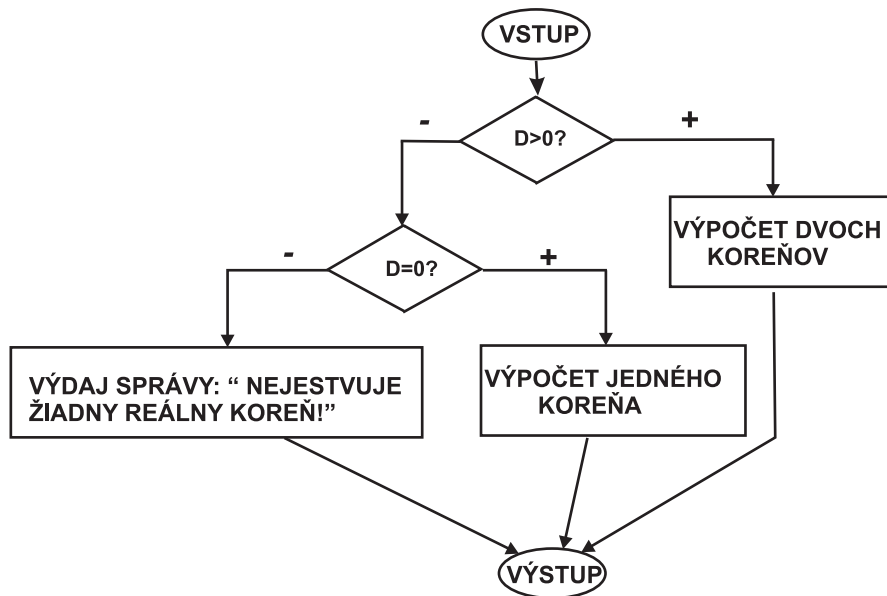 VSTUP
D>0?
-
+
VÝPOČET DVOCH
KOREŇOV
D=0?
-
+
VÝDAJ SPRÁVY: “ NEJESTVUJE
ŽIADNY REÁLNY KOREŇ!”
VÝPOČET JEDNÉHO
KOREŇA
VÝSTUP